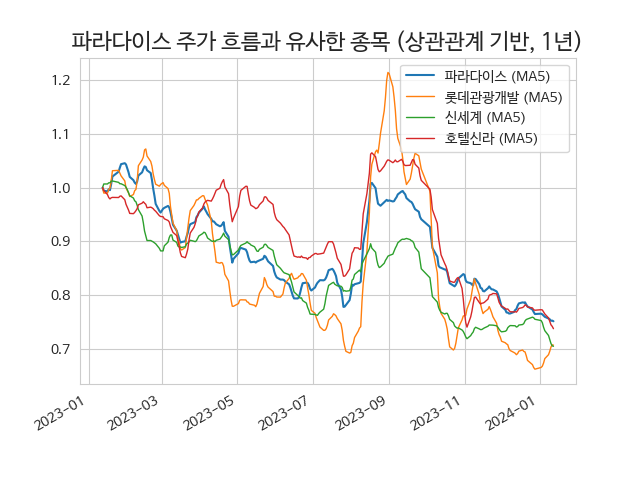 파라다이스 주가 흐름과 유사한 종목 (상관관계 기반, 1년)
파라다이스 (MA5)
롯데관광개발 (MA5)
신세계 (MA5)
호텔신라 (MA5)
1.2
1.1
1.0
0.9
0.8
0.7
2023-01
2023-03
2023-05
2023-07
2023-09
2023-11
2024-01